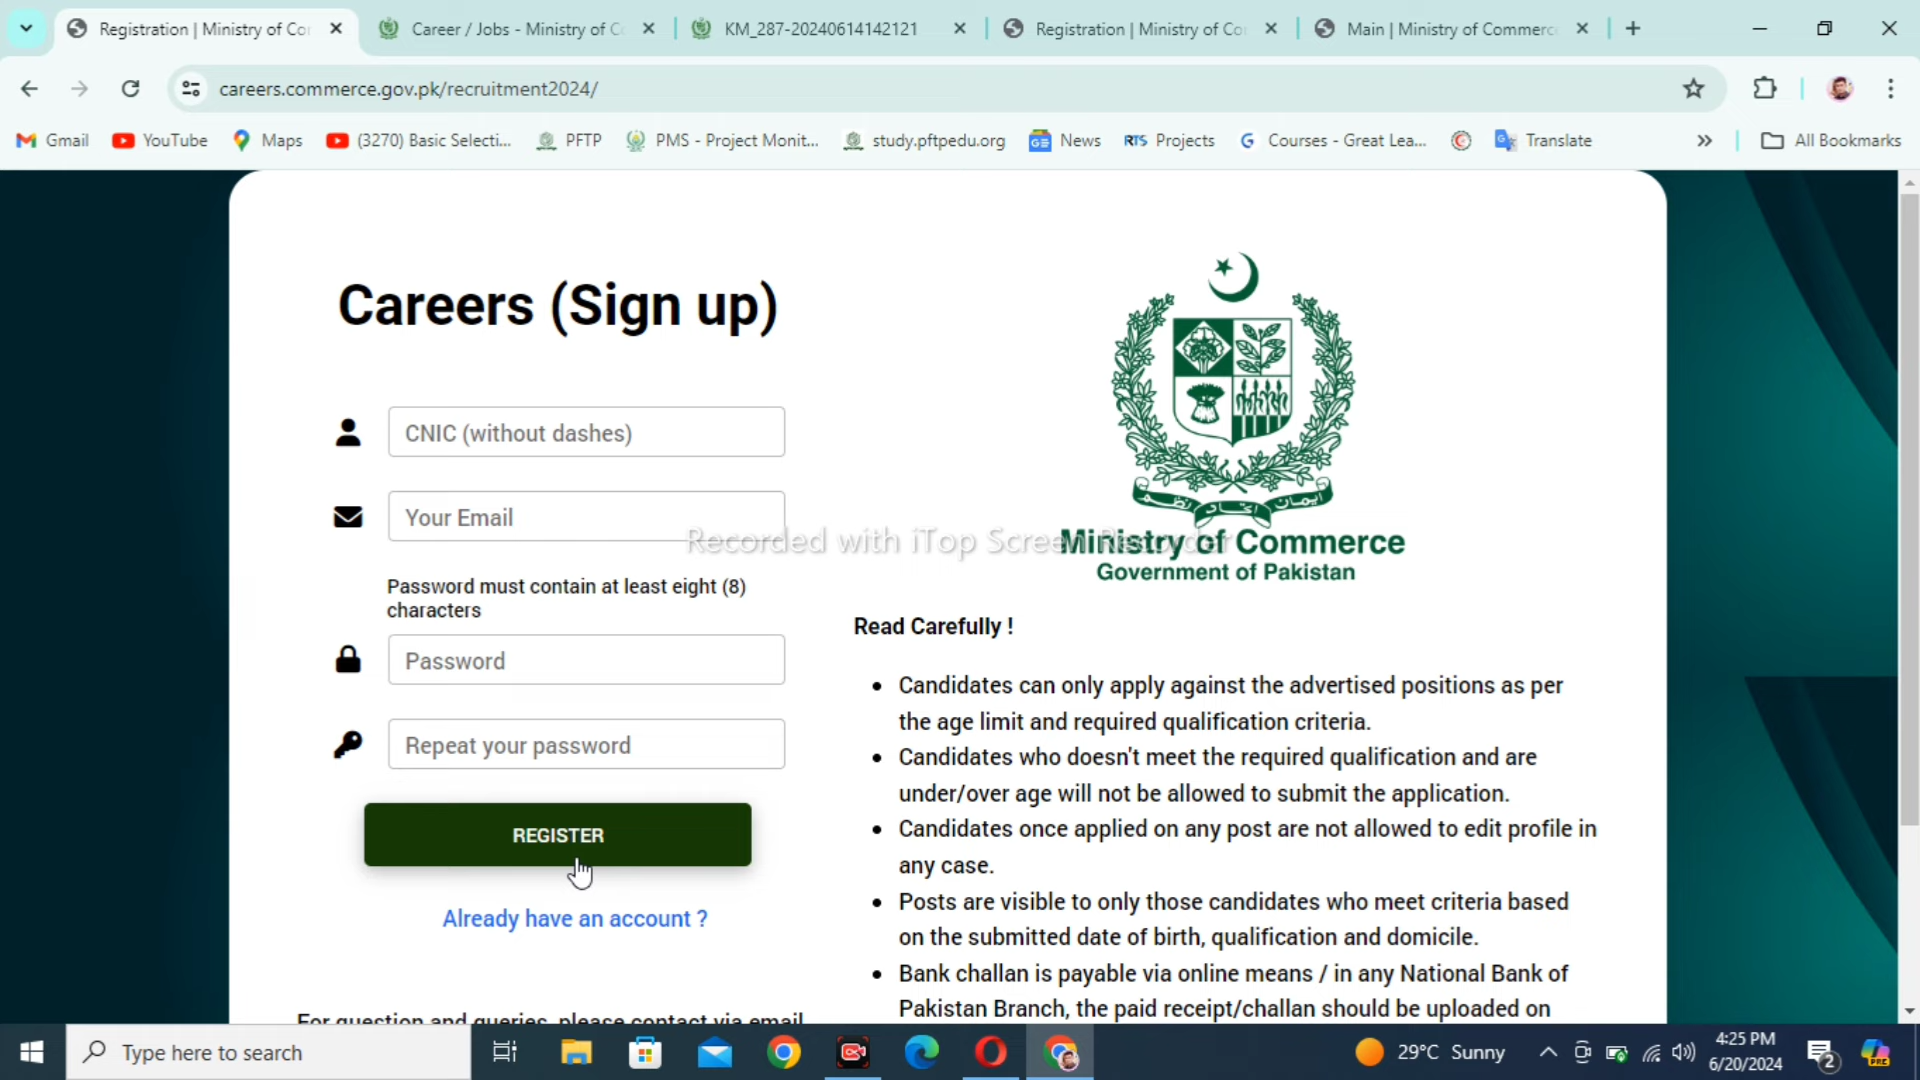 Registration | Ministry of Co
Career / Jobs - Ministry of C
KM_287-20240614142121
Registration | Ministry of Co
Main | Ministry of Commerc
careers.commerce.gov.pk/recruitment2024/
Gmail
YouTube
Maps
(3270) Basic Selecti...
PFTP
PMS - Project Monit...
study.pftpedu.org
News
RTS Projects
Courses - Great Lea...
Translate
All Bookmarks
Careers (Sign up)
CNIC (without dashes)
Your Email
Password must contain at least eight (8)
characters
Password
Repeat your password
REGISTER
Already have an account ?
For question and queries, please contact via email
Recorded with iTop Screen Recorder
ایمان اتحاد نظم
Ministry of Commerce
Government of Pakistan
Read Carefully !
• Candidates can only apply against the advertised positions as per
the age limit and required qualification criteria.
• Candidates who doesn't meet the required qualification and are
under/over age will not be allowed to submit the application.
• Candidates once applied on any post are not allowed to edit profile in
any case.
• Posts are visible to only those candidates who meet criteria based
on the submitted date of birth, qualification and domicile.
• Bank challan is payable via online means / in any National Bank of
Pakistan Branch, the paid receipt/challan should be uploaded on
Type here to search
29°C Sunny
4:25 PM
6/20/2024
2
PRE